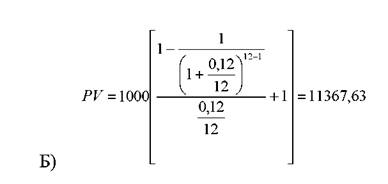 PV = 1000 [ (1 - 1 / (1 + 0,12 / 12)^(12-1)) / (0,12 / 12) + 1 ] = 11367,63
Б)